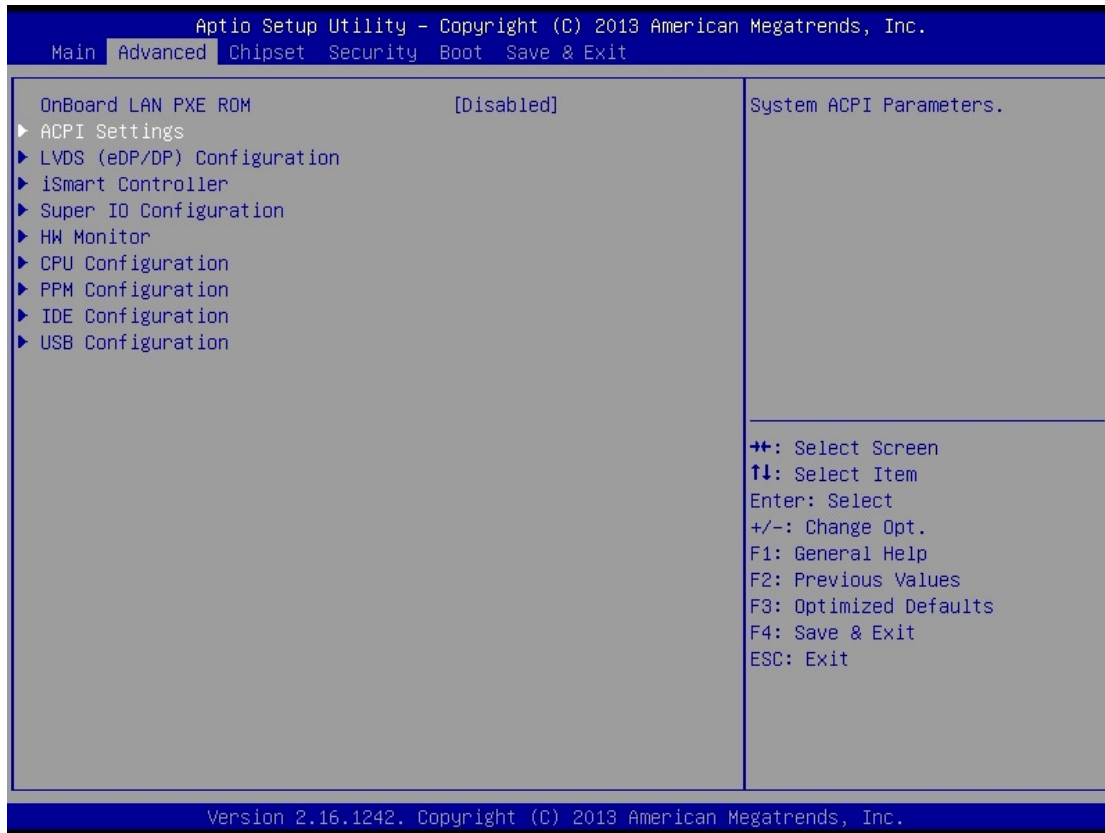 Aptio Setup Utility – Copyright (C) 2013 American Megatrends, Inc.
Main Advanced Chipset Security Boot Save & Exit
OnBoard LAN PXE ROM [Disabled]
▶ ACPI Settings
▶ LVDS (eDP/DP) Configuration
▶ iSmart Controller
▶ Super IO Configuration
▶ HW Monitor
▶ CPU Configuration
▶ PPM Configuration
▶ IDE Configuration
▶ USB Configuration
System ACPI Parameters.
→←: Select Screen
↑↓: Select Item
Enter: Select
+/-: Change Opt.
F1: General Help
F2: Previous Values
F3: Optimized Defaults
F4: Save & Exit
ESC: Exit
Version 2.16.1242. Copyright (C) 2013 American Megatrends, Inc.